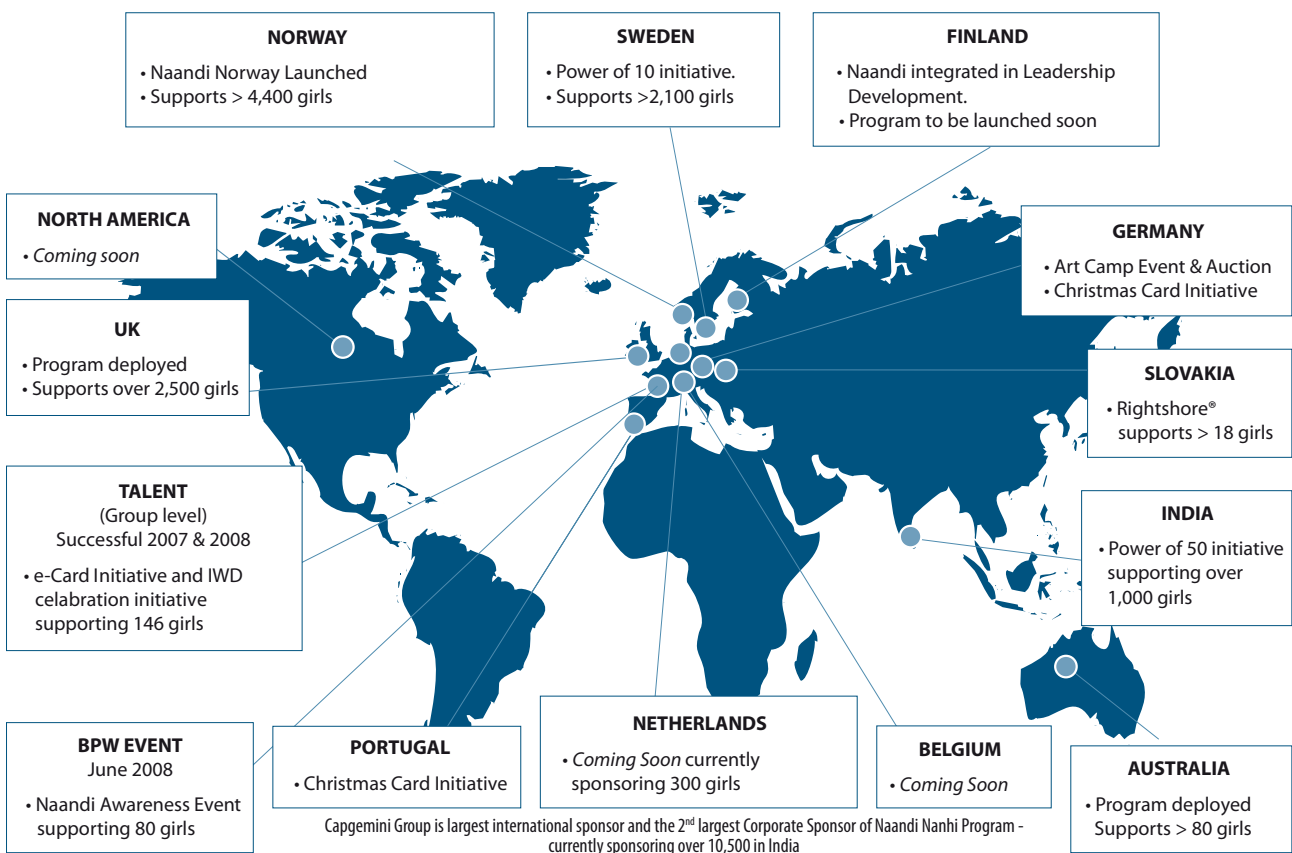 NORWAY
• Naandi Norway Launched
• Supports > 4,400 girls
SWEDEN
• Power of 10 initiative.
• Supports >2,100 girls
FINLAND
• Naandi integrated in Leadership
Development.
• Program to be launched soon
NORTH AMERICA
• Coming soon
GERMANY
• Art Camp Event & Auction
• Christmas Card Initiative
UK
• Program deployed
• Supports over 2,500 girls
SLOVAKIA
• Rightshore®
supports > 18 girls
TALENT
(Group level)
Successful 2007 & 2008
• e-Card Initiative and IWD
celabration initiative
supporting 146 girls
INDIA
• Power of 50 initiative
supporting over
1,000 girls
BPW EVENT
June 2008
• Naandi Awareness Event
supporting 80 girls
PORTUGAL
• Christmas Card Initiative
NETHERLANDS
• Coming Soon currently
sponsoring 300 girls
BELGIUM
• Coming Soon
AUSTRALIA
• Program deployed
Supports > 80 girls
Capgemini Group is largest international sponsor and the 2nd largest Corporate Sponsor of Naandi Nanhi Program -
currently sponsoring over 10,500 in India